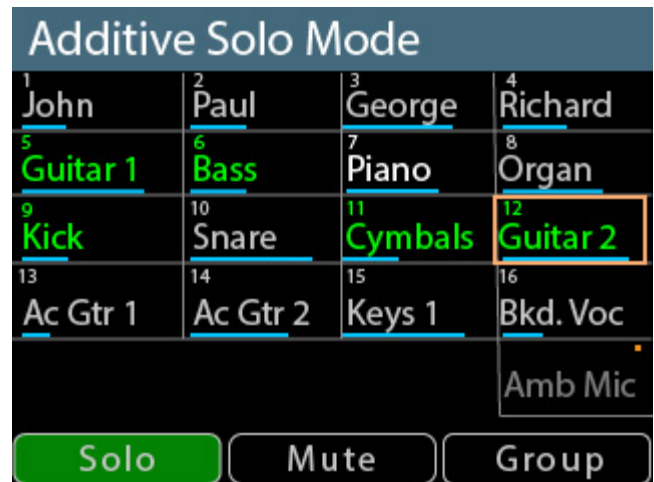 Additive Solo Mode
1 2 3 4
John Paul George Richard
5 6 7 8
Guitar 1 Bass Piano Organ
9 10 11 12
Kick Snare Cymbals Guitar 2
13 14 15 16
Ac Gtr 1 Ac Gtr 2 Keys 1 Bkd. Voc
Amb Mic
Solo Mute Group